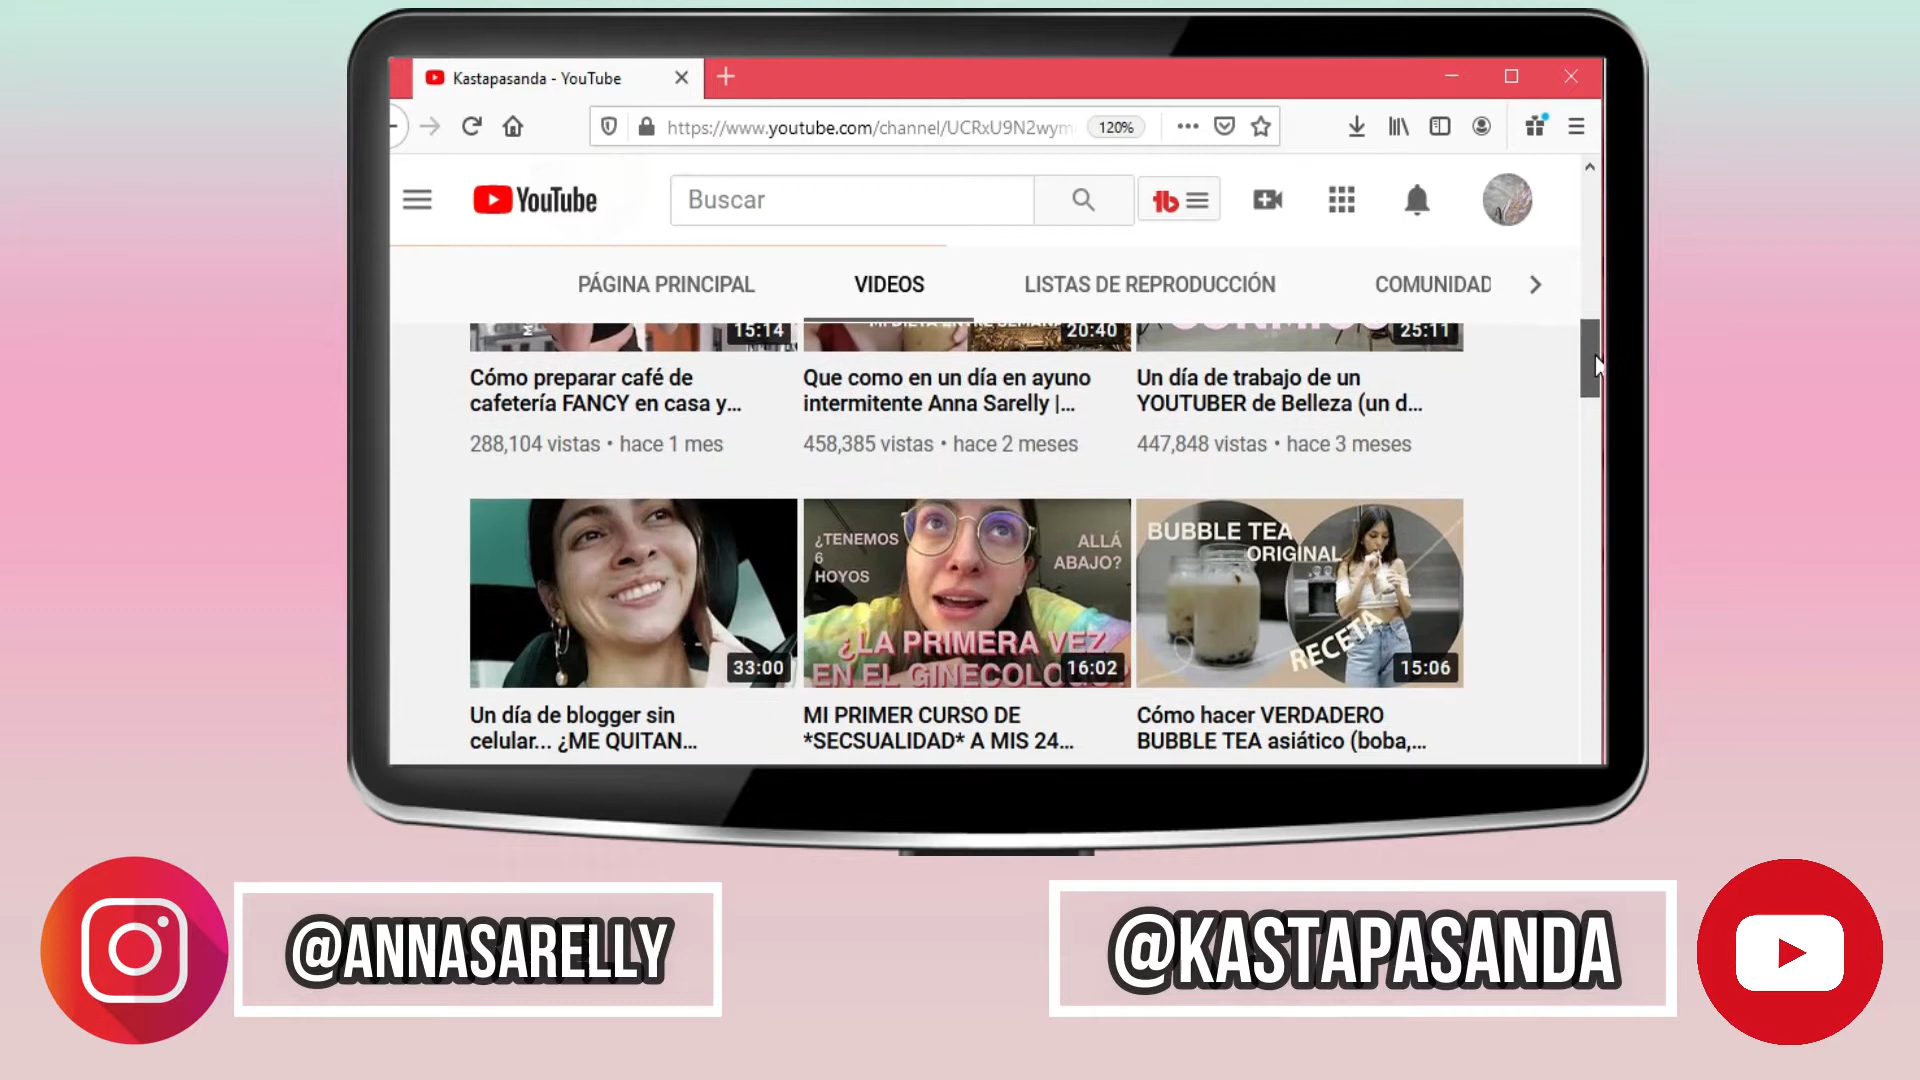 Kastapasanda - YouTube
https://www.youtube.com/channel/UCRxU9N2wym
120%
YouTube
Buscar
PÁGINA PRINCIPAL
VIDEOS
LISTAS DE REPRODUCCIÓN
COMUNIDAD
15:14
20:40
25:11
Cómo preparar café de
cafetería FANCY en casa y...
288,104 vistas • hace 1 mes
Que como en un día en ayuno
intermitente Anna Sarelly |...
458,385 vistas • hace 2 meses
Un día de trabajo de un
YOUTUBER de Belleza (un d...
447,848 vistas • hace 3 meses
33:00
Un día de blogger sin
celular... ¿ME QUITAN...
¿TENEMOS
6
HOYOS
ALLÁ
ABAJO?
¿LA PRIMERA VEZ
EN EL GINECOLOGO?
16:02
MI PRIMER CURSO DE
*SECSUALIDAD* A MIS 24...
BUBBLE TEA
ORIGINAL
RECETA
15:06
Cómo hacer VERDADERO
BUBBLE TEA asiático (boba,...
@ANNASARELLY
@KASTAPASANDA